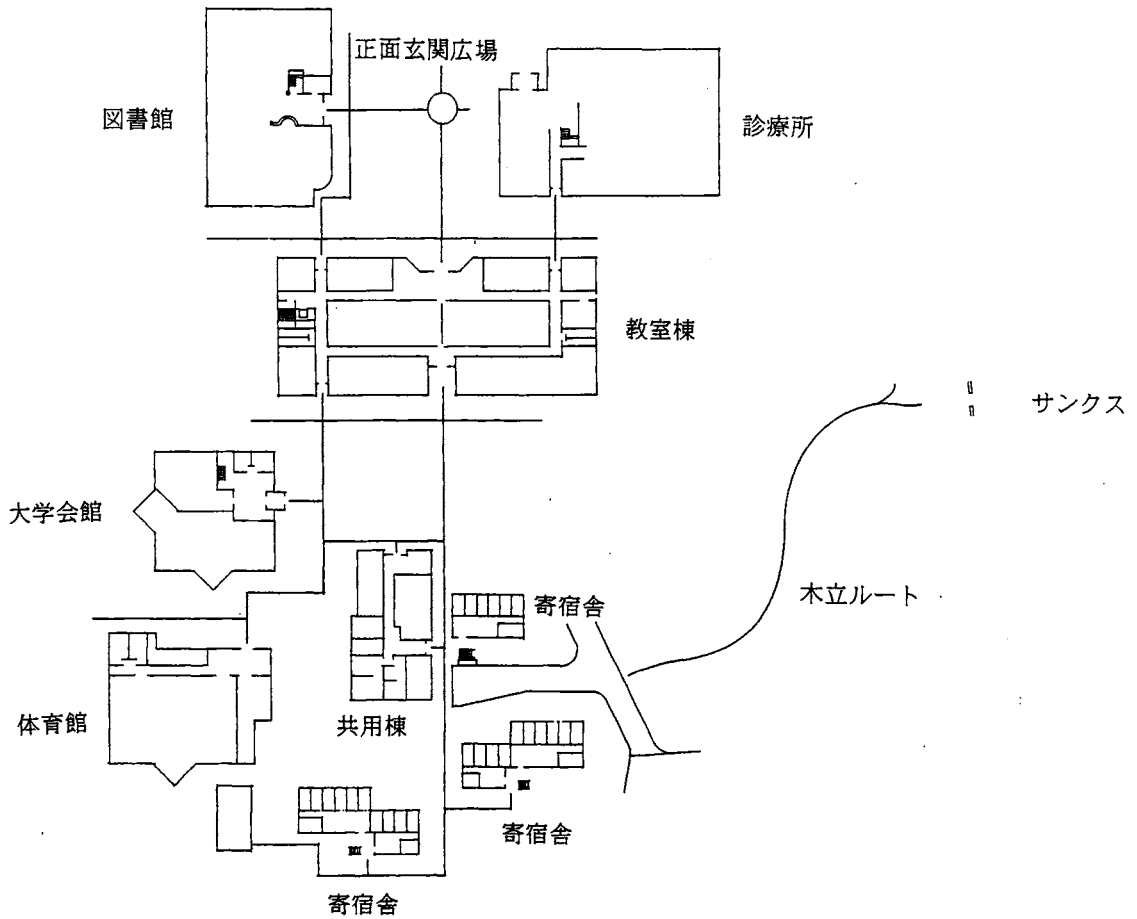 正面玄関広場
図書館
診療所
教室棟
サンクス
大学会館
木立ルート
寄宿舎
体育館
共用棟
寄宿舎
寄宿舎